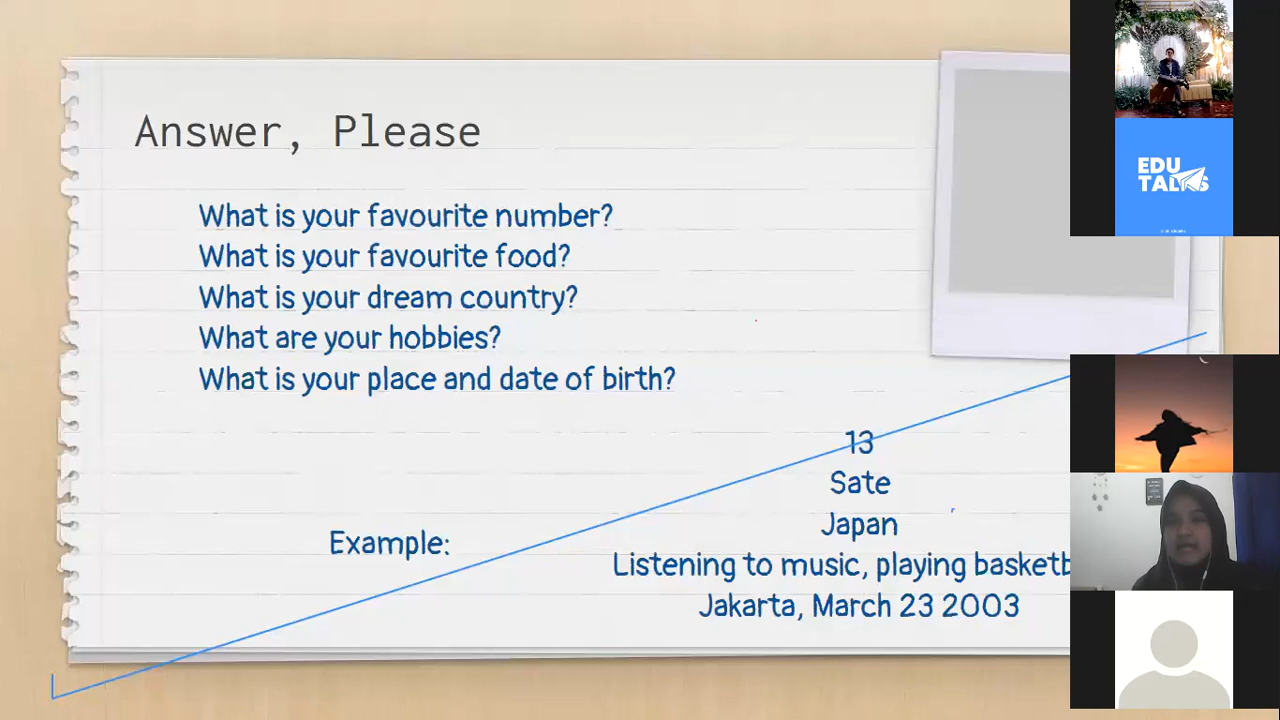 Answer, Please
What is your favourite number?
What is your favourite food?
What is your dream country?
What are your hobbies?
What is your place and date of birth?
Example:
13
Sate
Japan
Listening to music, playing basketb
Jakarta, March 23 2003
EDU
TALKS